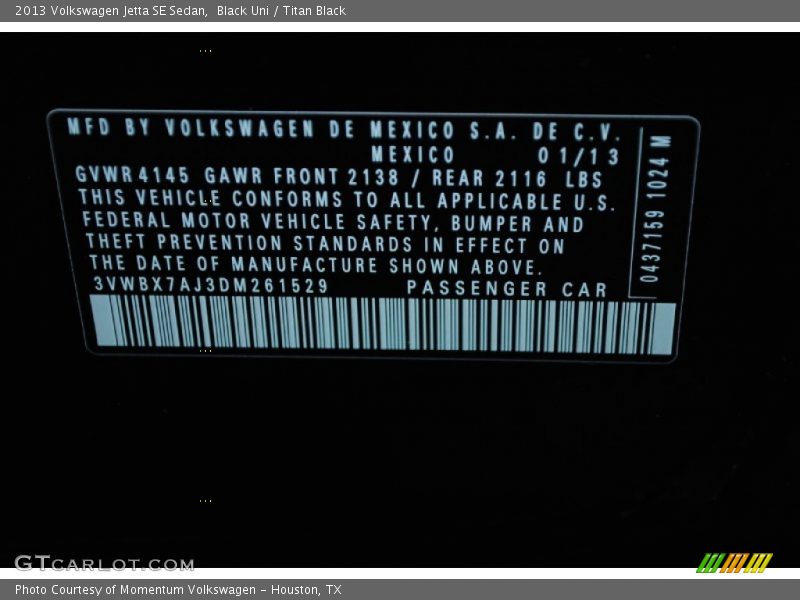 2013 Volkswagen Jetta SE Sedan,  Black Uni / Titan Black
MFD BY VOLKSWAGEN DE MEXICO S.A. DE C.V.
MEXICO 01/13
GVWR 4145 GAWR FRONT 2138 / REAR 2116 LBS
THIS VEHICLE CONFORMS TO ALL APPLICABLE U.S.
FEDERAL MOTOR VEHICLE SAFETY, BUMPER AND
THEFT PREVENTION STANDARDS IN EFFECT ON
THE DATE OF MANUFACTURE SHOWN ABOVE.
3VWBX7AJ3DM261529 PASSENGER CAR
0437159 1024 M
GTCARLOT.COM
Photo Courtesy of Momentum Volkswagen - Houston, TX